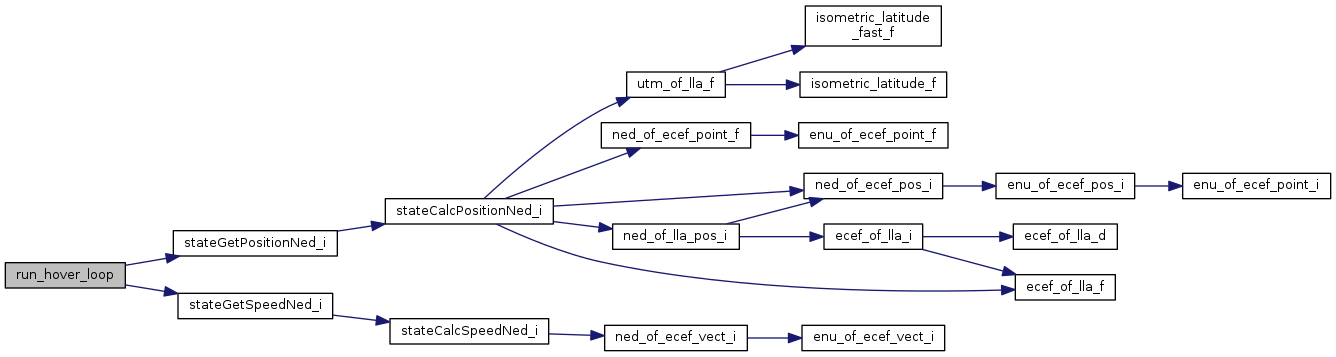 run_hover_loop
stateGetPositionNed_i
stateGetSpeedNed_i
stateCalcPositionNed_i
stateCalcSpeedNed_i
utm_of_lla_f
ned_of_ecef_point_f
ned_of_lla_pos_i
ned_of_ecef_vect_i
isometric_latitude
_fast_f
isometric_latitude_f
enu_of_ecef_point_f
ned_of_ecef_pos_i
ecef_of_lla_i
enu_of_ecef_vect_i
enu_of_ecef_pos_i
ecef_of_lla_d
ecef_of_lla_f
enu_of_ecef_point_i